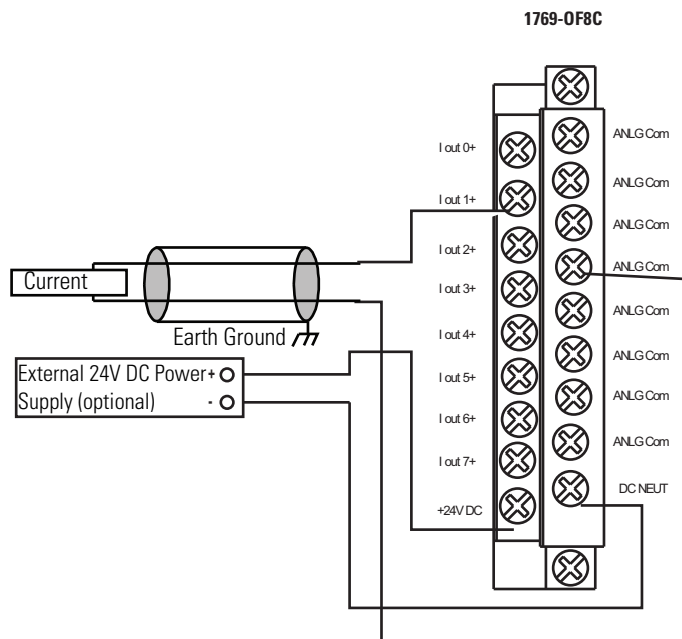 1769-OF8C
I out 0+
ANLG Com
I out 1+
ANLG Com
ANLG Com
I out 2+
ANLG Com
Current
I out 3+
ANLG Com
Earth Ground
I out 4+
ANLG Com
External 24V DC Power +
Supply (optional) -
I out 5+
ANLG Com
I out 6+
ANLG Com
I out 7+
DC NEUT
+24V DC